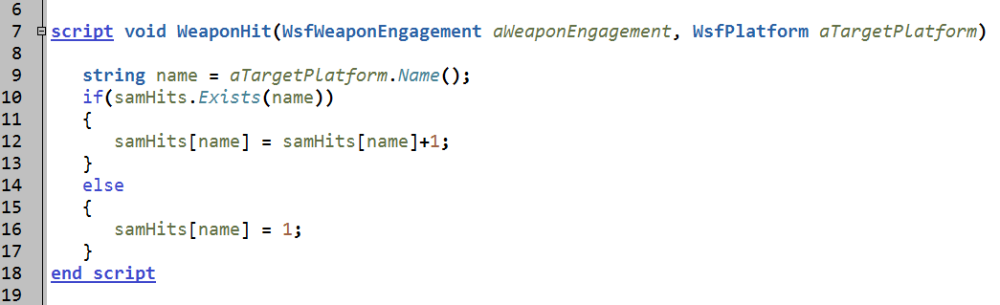 6
7 script void WeaponHit(WsfWeaponEngagement aWeaponEngagement, WsfPlatform aTargetPlatform)
8
9 string name = aTargetPlatform.Name();
10 if(samHits.Exists(name))
11 {
12 samHits[name] = samHits[name]+1;
13 }
14 else
15 {
16 samHits[name] = 1;
17 }
18 end script
19